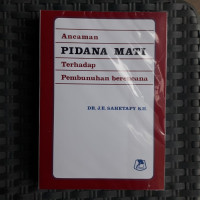 Ancaman
PIDANA MATI
Terhadap
Pembunuhan berencana
DR. J.E. SAHETAPY S.H.